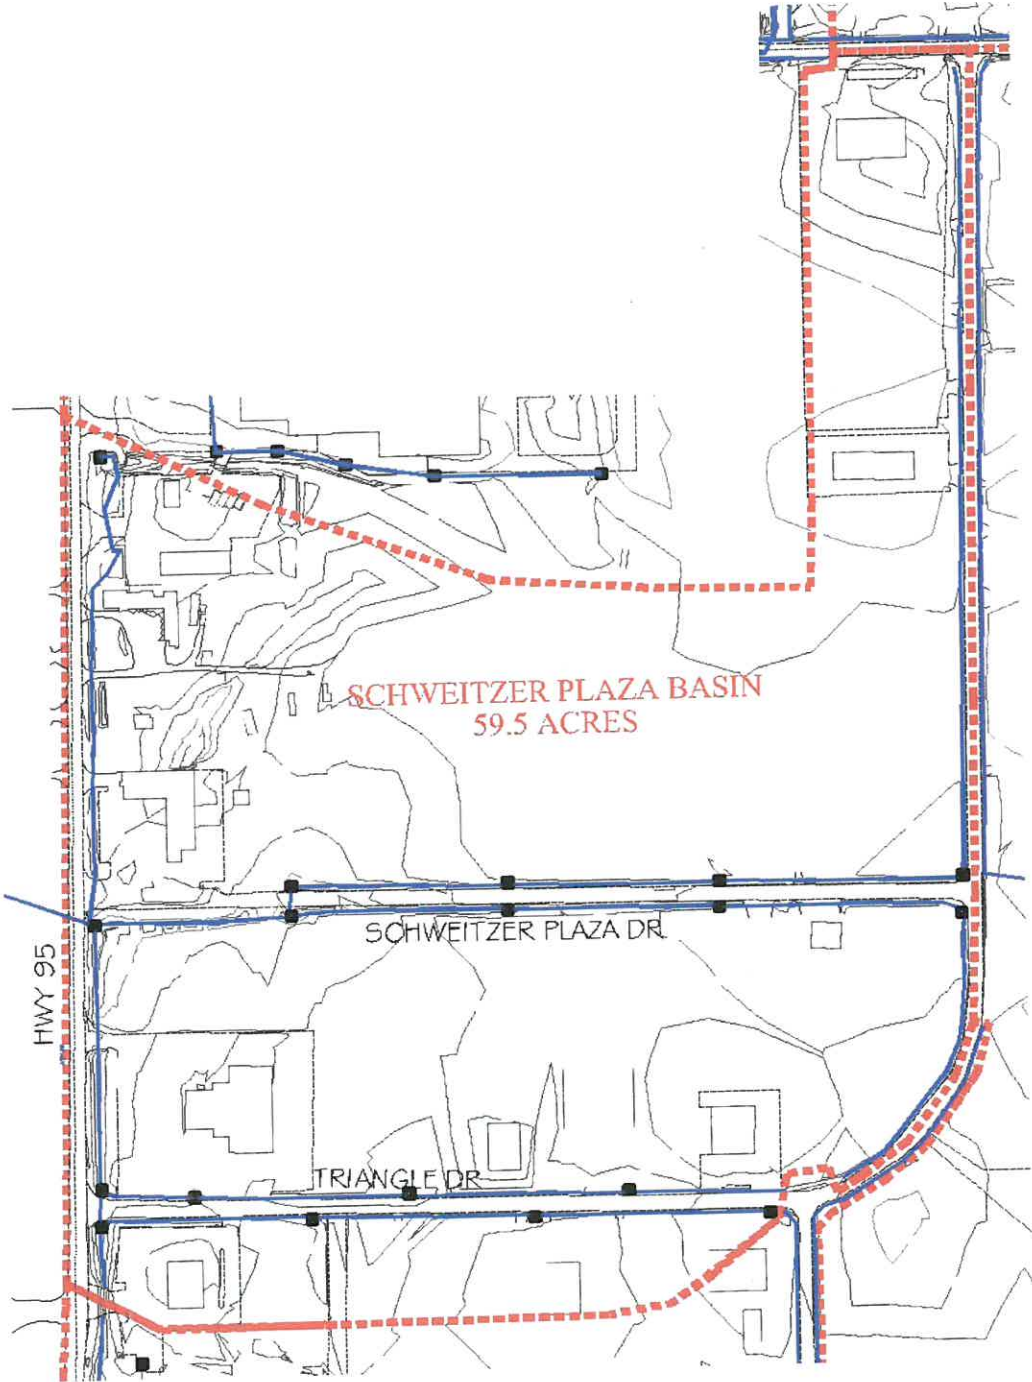 SCHWEITZER PLAZA BASIN
59.5 ACRES
SCHWEITZER PLAZA DR.
HWY 95
TRIANGLE DR